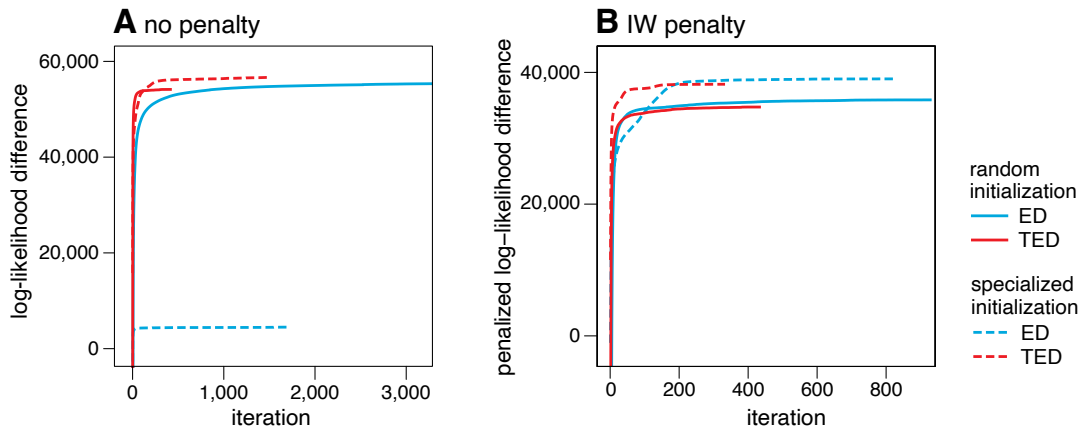 A no penalty
log-likelihood difference
60,000
40,000
20,000
0
0
1,000
2,000
3,000
iteration
B IW penalty
penalized log–likelihood difference
40,000
20,000
0
0
200
400
600
800
iteration
random
initialization
ED
TED
specialized
initialization
ED
TED